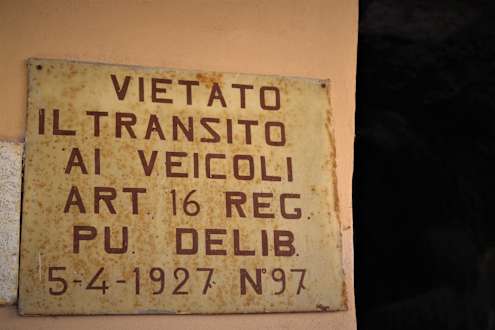 VIETATO
IL TRANSITO
AI VEICOLI
ART 16 REG
PU DELIB.
5-4-1927 N° 97